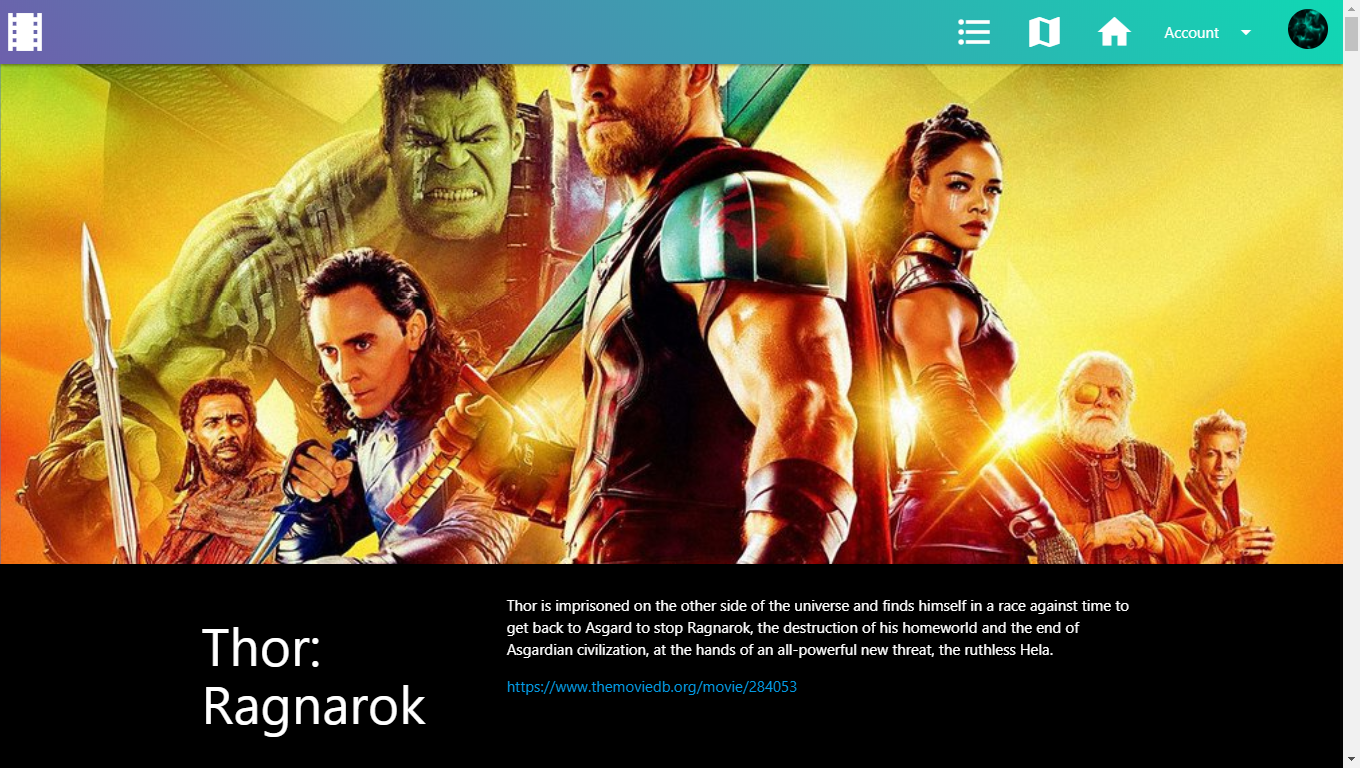 Account
Thor is imprisoned on the other side of the universe and finds himself in a race against time to
get back to Asgard to stop Ragnarok, the destruction of his homeworld and the end of
Asgardian civilization, at the hands of an all-powerful new threat, the ruthless Hela.
https://www.themoviedb.org/movie/284053
Thor:
Ragnarok